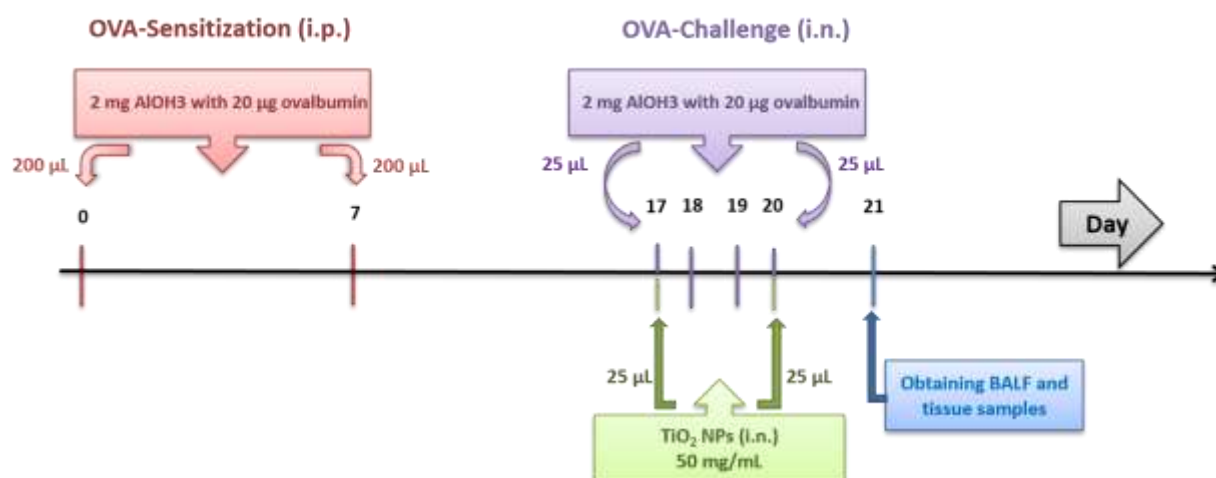 OVA-Sensitization (i.p.)
OVA-Challenge (i.n.)
2 mg AlOH3 with 20 µg ovalbumin
2 mg AlOH3 with 20 µg ovalbumin
200 µL
200 µL
25 µL
25 µL
0
7
17
18
19
20
21
Day
25 µL
25 µL
Obtaining BALF and
tissue samples
TiO₂ NPs (i.n.)
50 mg/mL